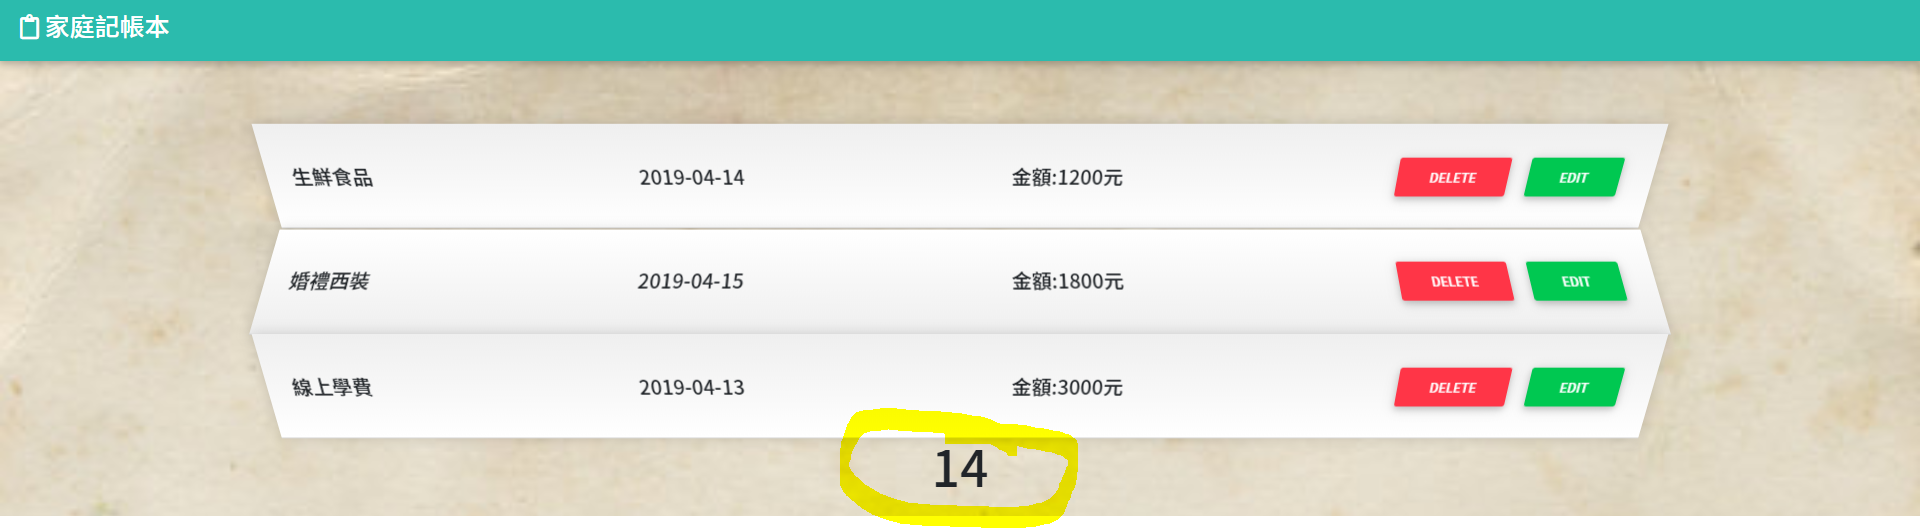 家庭記帳本
生鮮食品 2019-04-14 金額:1200元 DELETE EDIT
婚禮西裝 2019-04-15 金額:1800元 DELETE EDIT
線上學費 2019-04-13 金額:3000元 DELETE EDIT
14